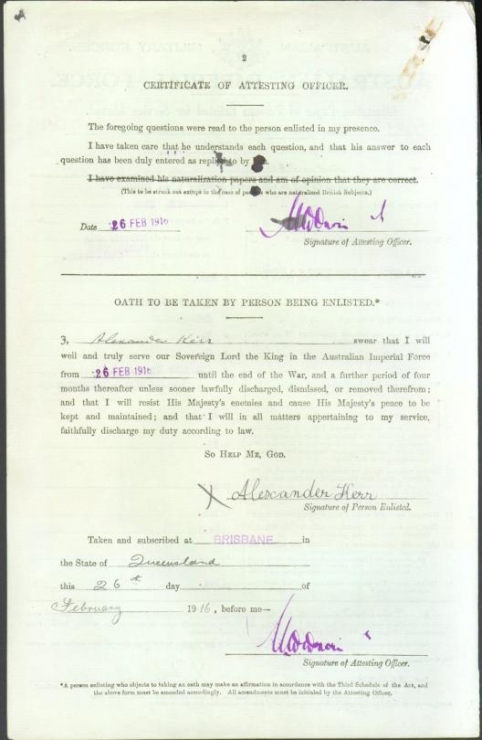 2
CERTIFICATE OF ATTESTING OFFICER.
The foregoing questions were read to the person enlisted in my presence.
I have taken care that he understands each question, and that his answer to each
question has been duly entered as replied to by
I have examined his naturalization papers and am of opinion that they are correct.
(This to be struck out except in the case of persons who are naturalized British Subjects.)
Date 26 FEB 1916
Signature of Attesting Officer.
OATH TO BE TAKEN BY PERSON BEING ENLISTED.*
I, Alexander Kerr swear that I will
well and truly serve our Sovereign Lord the King in the Australian Imperial Force
from 26 FEB 1916 until the end of the War, and a further period of four
months thereafter unless sooner lawfully discharged, dismissed, or removed therefrom;
and that I will resist His Majesty's enemies and cause His Majesty's peace to be
kept and maintained; and that I will in all matters appertaining to my service,
faithfully discharge my duty according to law.
SO HELP ME, GOD.
X Alexander Kerr
Signature of Person Enlisted.
Taken and subscribed at BRISBANE. in
the State of Queensland
this 26th day of
February 1916, before me—
Signature of Attesting Officer.
*A person enlisting who objects to taking an oath may make an affirmation in accordance with the Third Schedule of the Act, and
the above form must be amended accordingly. All amendments must be initialed by the Attesting Officer.